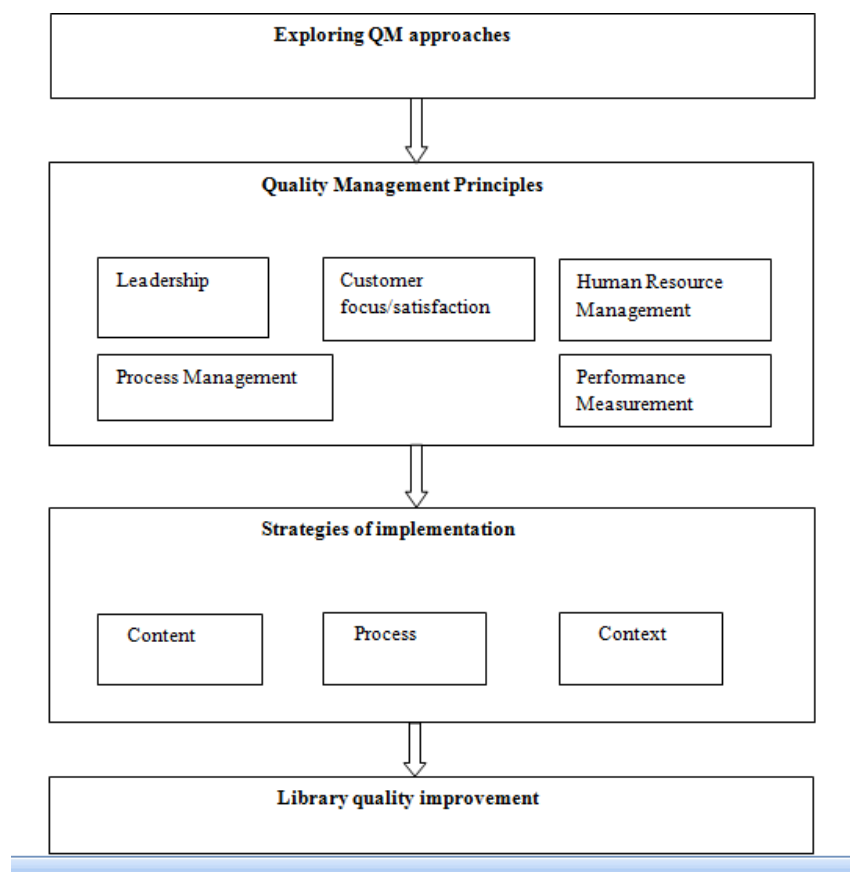 Exploring QM approaches
Quality Management Principles
Leadership
Customer
focus/satisfaction
Human Resource
Management
Process Management
Performance
Measurement
Strategies of implementation
Content
Process
Context
Library quality improvement